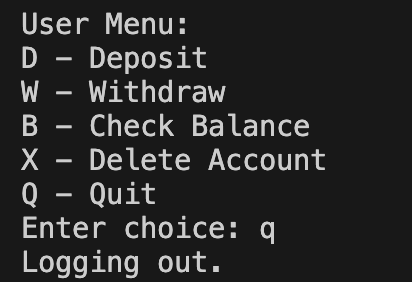 User Menu:
D - Deposit
W - Withdraw
B - Check Balance
X - Delete Account
Q - Quit
Enter choice: q
Logging out.